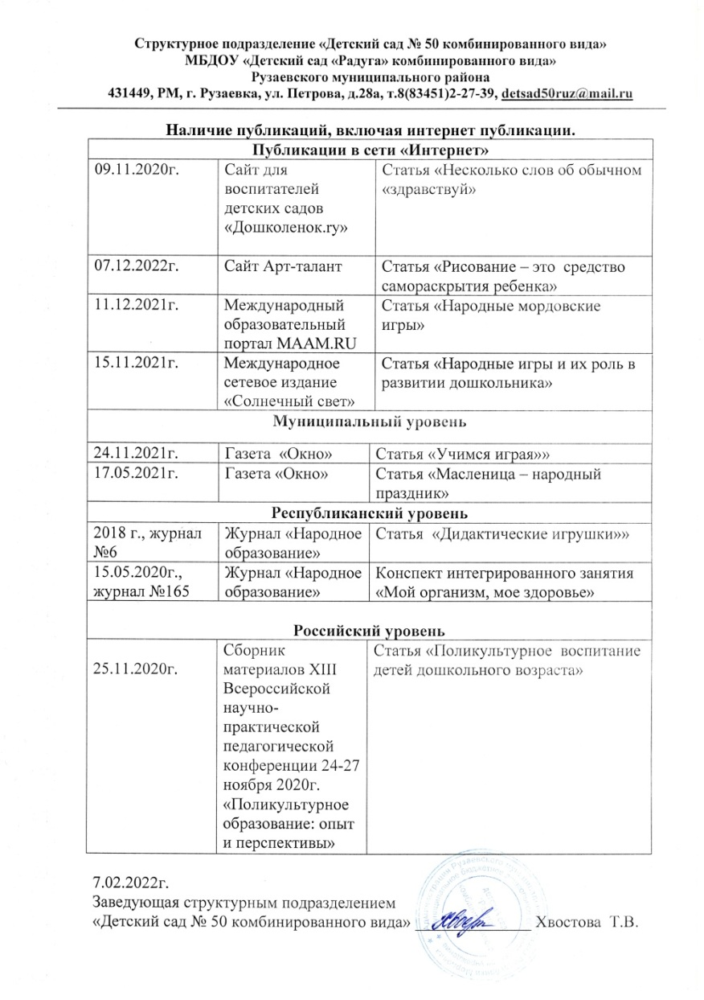 Структурное подразделение «Детский сад № 50 комбинированного вида»
МБДОУ «Детский сад «Радуга» комбинированного вида»
Рузаевского муниципального района
431449, РМ, г. Рузаевка, ул. Петрова, д.28а, т.8(83451)2-27-39, detsad50ruz@mail.ru
Наличие публикаций, включая интернет публикации.
Публикации в сети «Интернет»
09.11.2020г.
Сайт для
воспитателей
детских садов
«Дошколенок.ry»
Статья «Несколько слов об обычном
«здравствуй»
07.12.2022г.
Сайт Арт-талант
Статья «Рисование – это средство
самораскрытия ребенка»
11.12.2021г.
Международный
образовательный
портал MAAM.RU
Статья «Народные мордовские
игры»
15.11.2021г.
Международное
сетевое издание
«Солнечный свет»
Статья «Народные игры и их роль в
развитии дошкольника»
Муниципальный уровень
24.11.2021г.
Газета «Окно»
Статья «Учимся играя»»
17.05.2021г.
Газета «Окно»
Статья «Масленица – народный
праздник»
Республиканский уровень
2018 г., журнал
№6
Журнал «Народное
образование»
Статья «Дидактические игрушки»»
15.05.2020г.,
журнал №165
Журнал «Народное
образование»
Конспект интегрированного занятия
«Мой организм, мое здоровье»
Российский уровень
25.11.2020г.
Сборник
материалов XIII
Всероссийской
научно-
практической
педагогической
конференции 24-27
ноября 2020г.
«Поликультурное
образование: опыт
и перспективы»
Статья «Поликультурное воспитание
детей дошкольного возраста»
7.02.2022г.
Заведующая структурным подразделением
«Детский сад № 50 комбинированного вида» Хвостова Т.В.